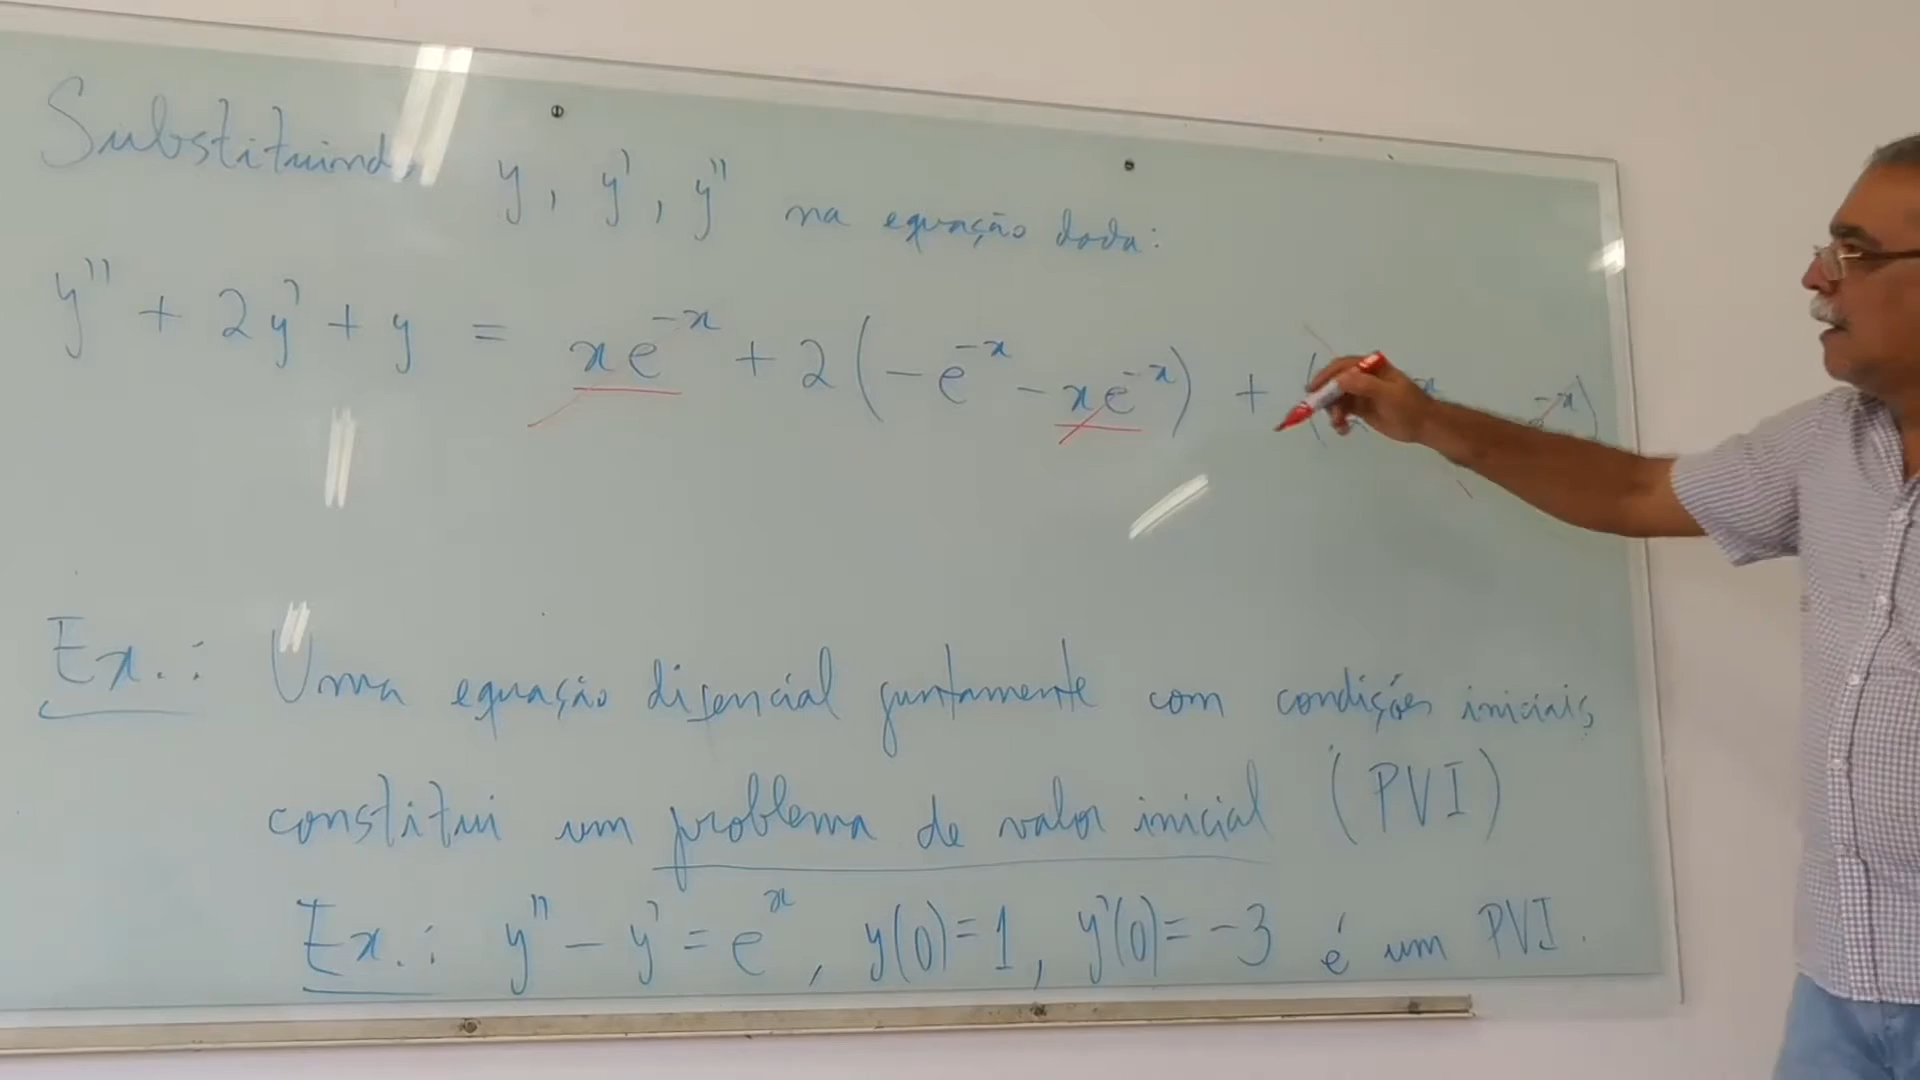 Substituindo y, y', y'' na equação dada:
y'' + 2y' + y = xe^{-x} + 2(-e^{-x} - xe^{-x}) + (
Ex.: Uma equação diferencial juntamente com condições iniciais
constitui um problema de valor inicial (PVI)
Ex.: y'' - y' = e^x, y(0)=1, y'(0)=-3 é um PVI.